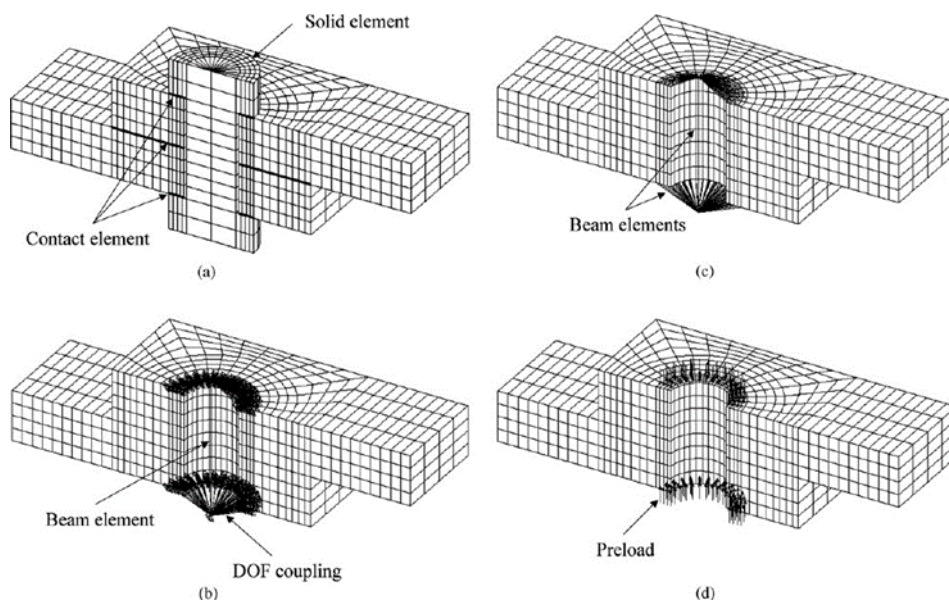 Solid element
Contact element
(a)
Beam elements
(c)
Beam element
DOF coupling
(b)
Preload
(d)